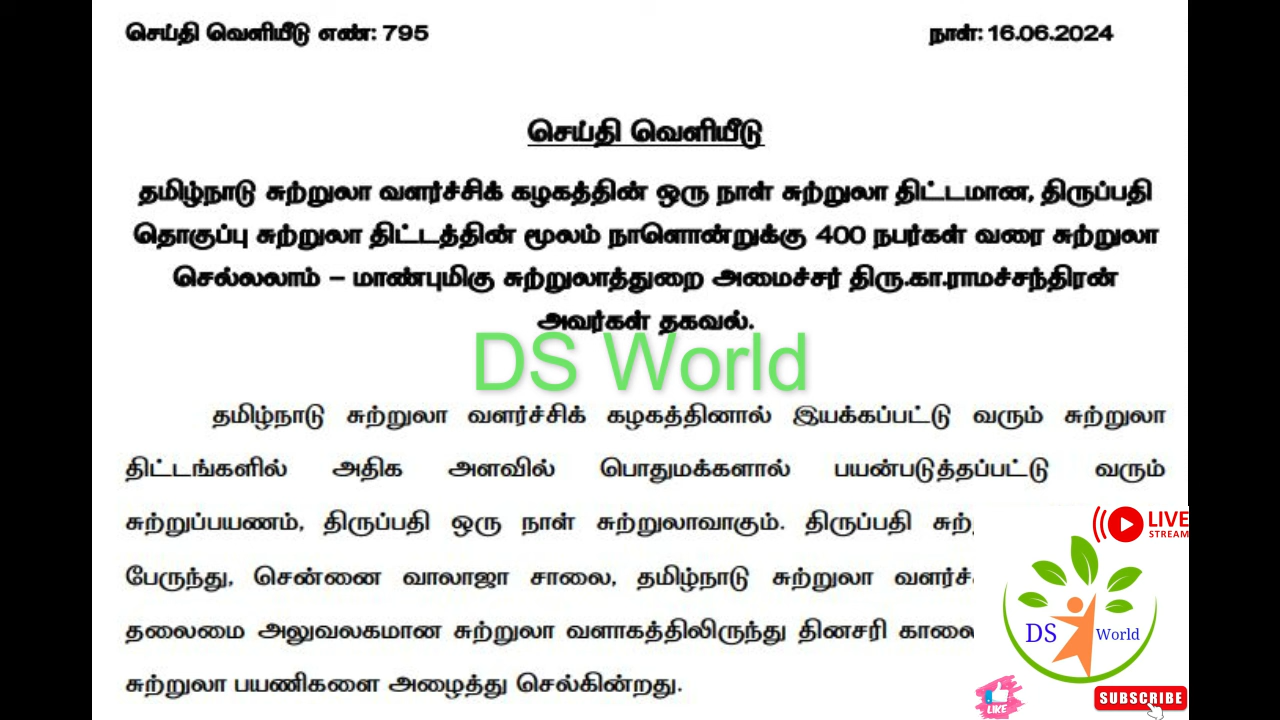 செய்தி வெளியீடு எண்: 795 நாள்: 16.06.2024
செய்தி வெளியீடு
தமிழ்நாடு சுற்றுலா வளர்ச்சிக் கழகத்தின் ஒரு நாள் சுற்றுலா திட்டமான, திருப்பதி
தொகுப்பு சுற்றுலா திட்டத்தின் மூலம் நாளொன்றுக்கு 400 நபர்கள் வரை சுற்றுலா
செல்லலாம் – மாண்புமிகு சுற்றுலாத்துறை அமைச்சர் திரு.கா.ராமச்சந்திரன்
அவர்கள் தகவல்.
DS World
தமிழ்நாடு சுற்றுலா வளர்ச்சிக் கழகத்தினால் இயக்கப்பட்டு வரும் சுற்றுலா
திட்டங்களில் அதிக அளவில் பொதுமக்களால் பயன்படுத்தப்பட்டு வரும்
சுற்றுப்பயணம், திருப்பதி ஒரு நாள் சுற்றுலாவாகும். திருப்பதி
பேருந்து, சென்னை வாலாஜா சாலை, தமிழ்நாடு சுற்றுலா
தலைமை அலுவலகமான சுற்றுலா வளாகத்திலிருந்து தினசரி காலை
சுற்றுலா பயணிகளை அழைத்து செல்கின்றது.
LIVE
STREAM
DS World
LIKE
SUBSCRIBE